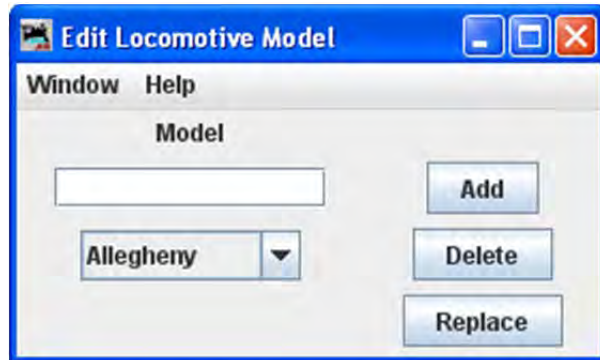 Edit Locomotive Model
Window Help
Model
Add
Allegheny
Delete
Replace